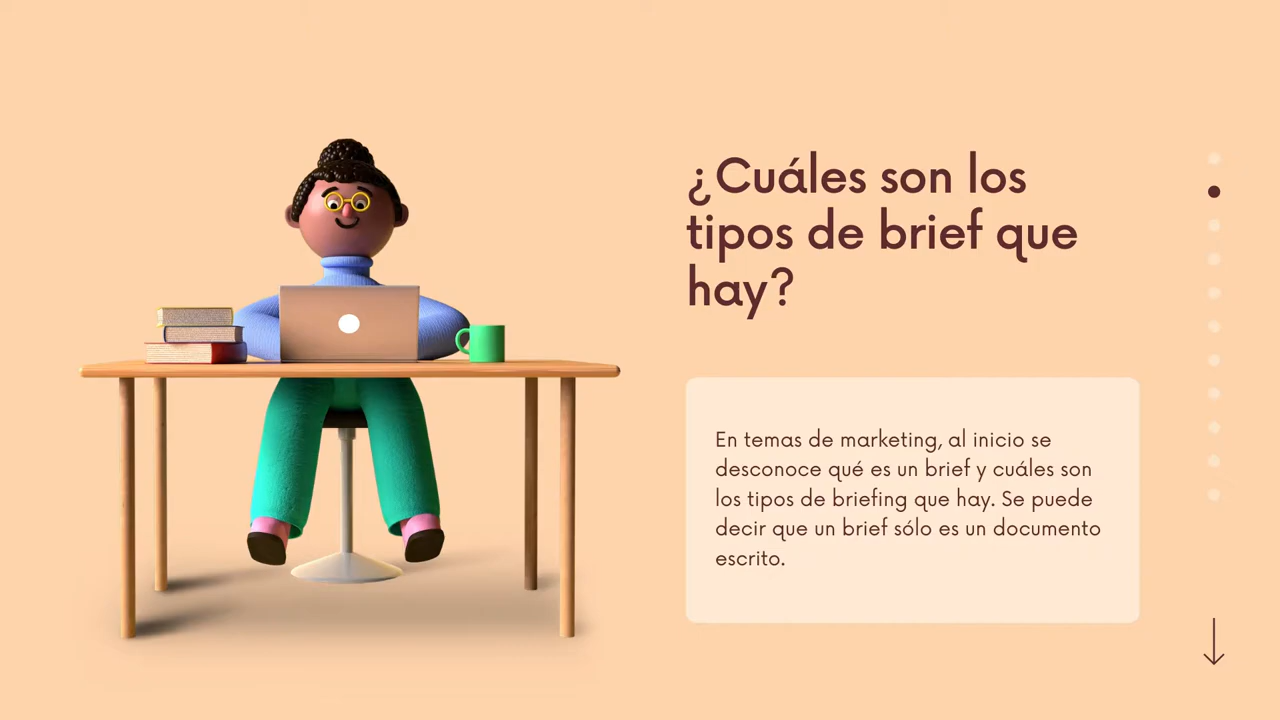 ¿Cuáles son los
tipos de brief que
hay?
En temas de marketing, al inicio se
desconoce qué es un brief y cuáles son
los tipos de briefing que hay. Se puede
decir que un brief sólo es un documento
escrito.